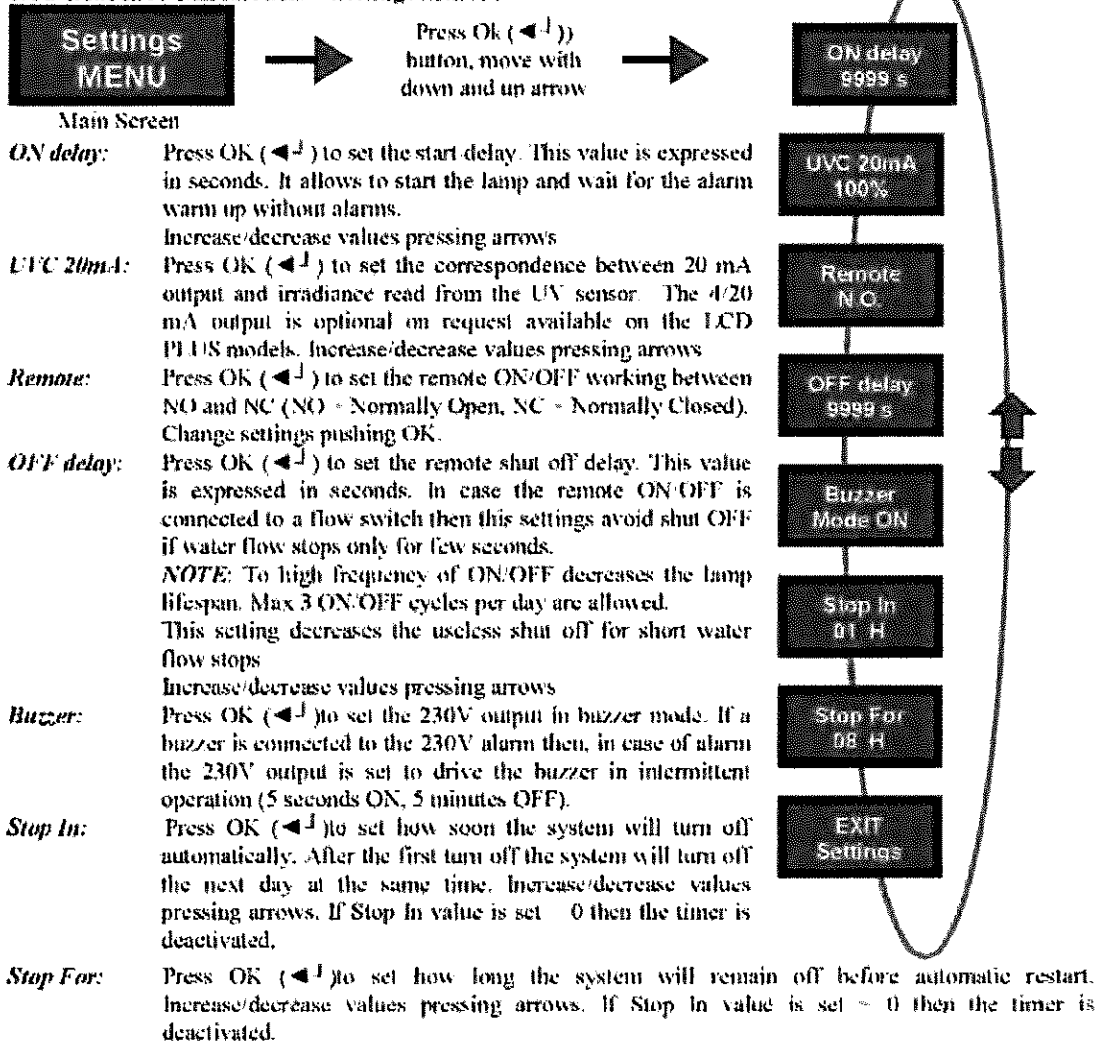 Settings
MENU
Press Ok (◄┘))
button, move with
down and up arrow
ON delay
9999 s
Main Screen
ON delay: Press OK (◄┘) to set the start delay. This value is expressed
in seconds. It allows to start the lamp and wait for the alarm
warm up without alarms.
Increase/decrease values pressing arrows
UVC 20mA
100%
UVC 20mA: Press OK (◄┘) to set the correspondence between 20 mA
output and irradiance read from the UV sensor. The 4/20
mA output is optional on request available on the LCD
PLUS models. Increase/decrease values pressing arrows
Remote
N O
Remote: Press OK (◄┘) to set the remote ON/OFF working between
NO and NC (NO = Normally Open, NC = Normally Closed).
Change settings pushing OK.
OFF delay
9999 s
OFF delay: Press OK (◄┘) to set the remote shut off delay. This value
is expressed in seconds. In case the remote ON/OFF is
connected to a flow switch then this settings avoid shut OFF
if water flow stops only for few seconds.
NOTE: To high frequency of ON/OFF decreases the lamp
lifespan. Max 3 ON/OFF cycles per day are allowed.
This setting decreases the useless shut off for short water
flow stops
Increase/decrease values pressing arrows
Buzzer
Mode ON
Stop In
01 H
Buzzer: Press OK (◄┘)to set the 230V output in buzzer mode. If a
buzzer is connected to the 230V alarm then, in case of alarm
the 230V output is set to drive the buzzer in intermittent
operation (5 seconds ON, 5 minutes OFF).
Stop For
08 H
Stop In: Press OK (◄┘)to set how soon the system will turn off
automatically. After the first turn off the system will turn off
the next day at the same time. Increase/decrease values
pressing arrows. If Stop In value is set 0 then the timer is
deactivated.
EXIT
Settings
Stop For: Press OK (◄┘)to set how long the system will remain off before automatic restart.
Increase/decrease values pressing arrows. If Stop In value is set = 0 then the timer is
deactivated.